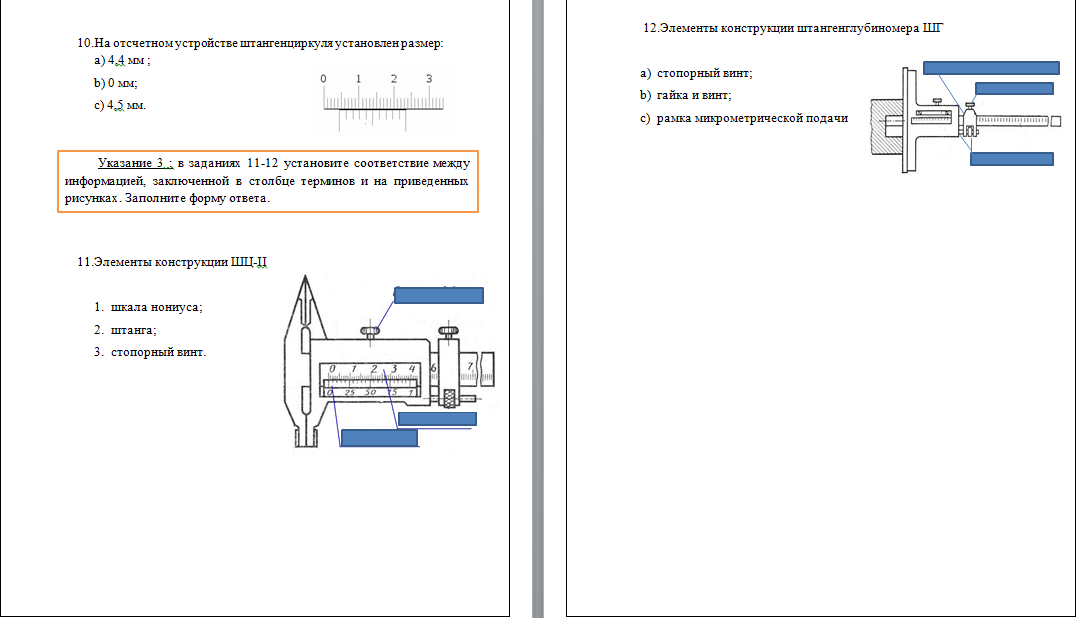 10.На отсчетном устройстве штангенциркуля установлен размер:
a) 4,4 мм ;
b) 0 мм;
c) 4,5 мм.
0 1 2 3
Указание 3 : в заданиях 11-12 установите соответствие между
информацией, заключенной в столбце терминов и на приведенных
рисунках. Заполните форму ответа.
11.Элементы конструкции ШЦ-II
1. шкала нониуса;
2. штанга;
3. стопорный винт.
0 1 2 3 4 6 7
0 25 50 75 1
12.Элементы конструкции штангенглубиномера ШГ
a) стопорный винт;
b) гайка и винт;
c) рамка микрометрической подачи